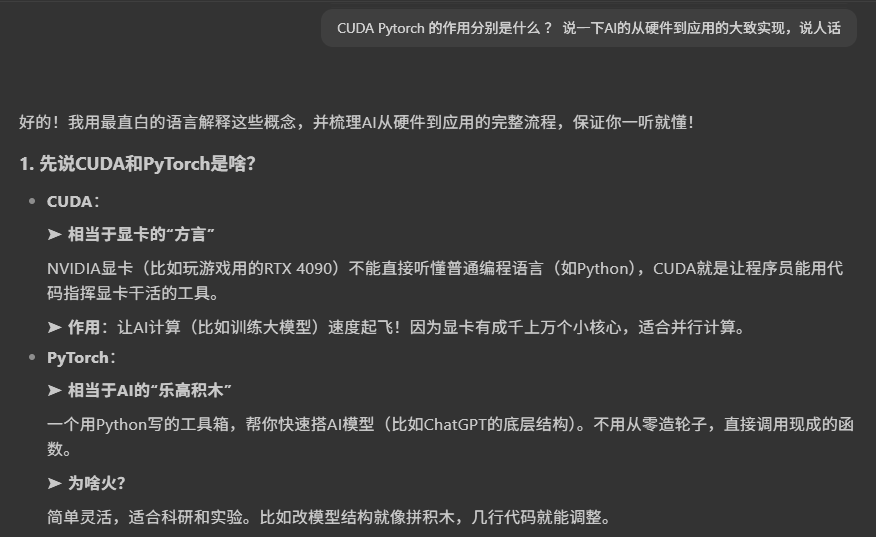 CUDA Pytorch 的作用分别是什么 ？ 说一下AI的从硬件到应用的大致实现，说人话
好的！我用最直白的语言解释这些概念，并梳理AI从硬件到应用的完整流程，保证你一听就懂！
1. 先说CUDA和PyTorch是啥？
• CUDA：
➤ 相当于显卡的“方言”
NVIDIA显卡（比如玩游戏用的RTX 4090）不能直接听懂普通编程语言（如Python），CUDA就是让程序员能用代
码指挥显卡干活的工具。
➤ 作用：让AI计算（比如训练大模型）速度起飞！因为显卡有成千上万个小核心，适合并行计算。
• PyTorch：
➤ 相当于AI的“乐高积木”
一个用Python写的工具箱，帮你快速搭AI模型（比如ChatGPT的底层结构）。不用从零造轮子，直接调用现成的函
数。
➤ 为啥火？
简单灵活，适合科研和实验。比如改模型结构就像拼积木，几行代码就能调整。